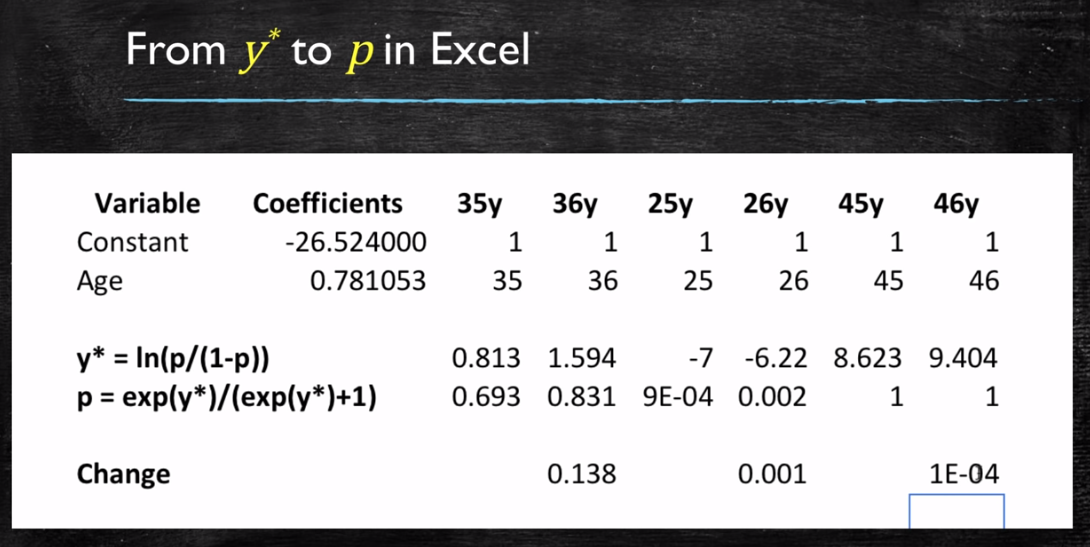 From y* to p in Excel
Variable Coefficients 35y 36y 25y 26y 45y 46y
Constant -26.524000 1 1 1 1 1 1
Age 0.781053 35 36 25 26 45 46
y* = ln(p/(1-p)) 0.813 1.594 -7 -6.22 8.623 9.404
p = exp(y*)/(exp(y*)+1) 0.693 0.831 9E-04 0.002 1 1
Change 0.138 0.001 1E-04